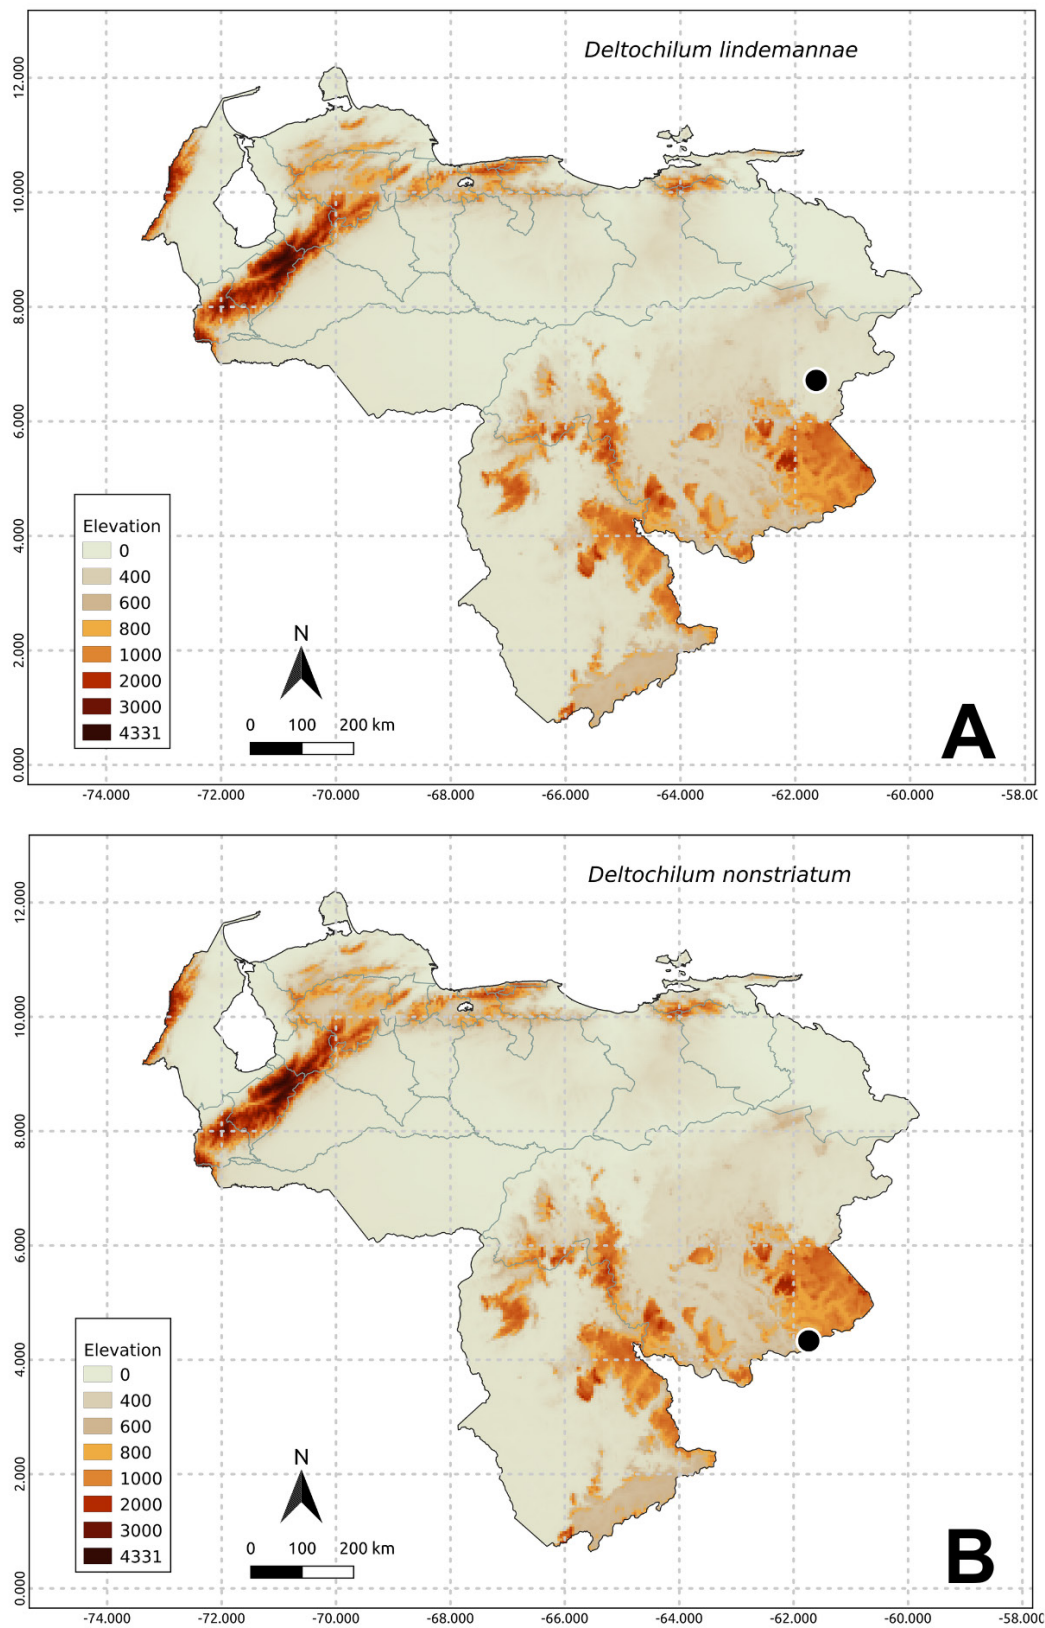 Deltochilum lindemannae
12.000
10.000
8.000
6.000
4.000
2.000
0.000
Elevation
0
400
600
800
1000
2000
3000
4331
N
0 100 200 km
A
-74.000 -72.000 -70.000 -68.000 -66.000 -64.000 -62.000 -60.000 -58.00
Deltochilum nonstriatum
12.000
10.000
8.000
6.000
4.000
2.000
0.000
Elevation
0
400
600
800
1000
2000
3000
4331
N
0 100 200 km
B
-74.000 -72.000 -70.000 -68.000 -66.000 -64.000 -62.000 -60.000 -58.000